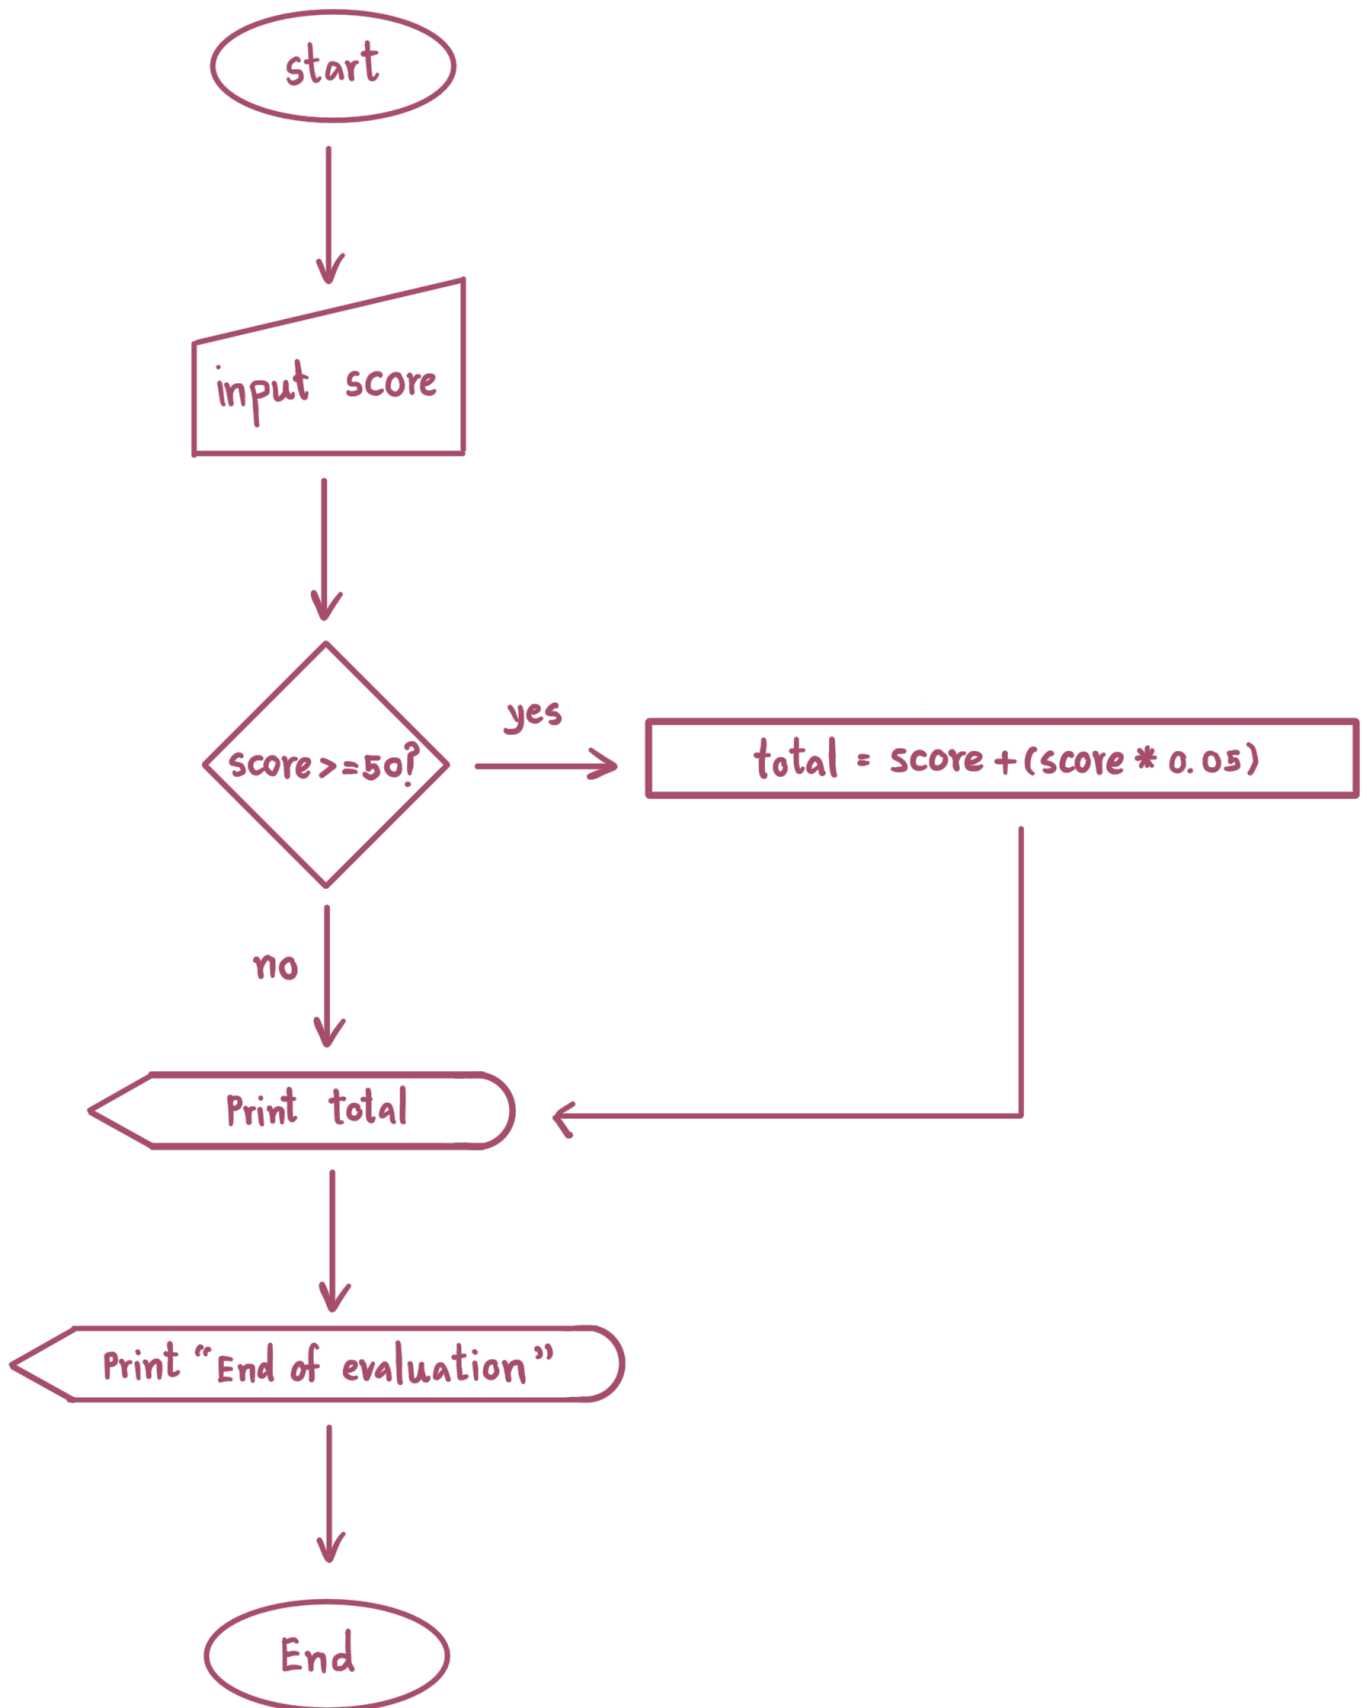 start
input score
score >= 50?
yes
total = score + (score * 0.05)
no
Print total
Print "End of evaluation"
End